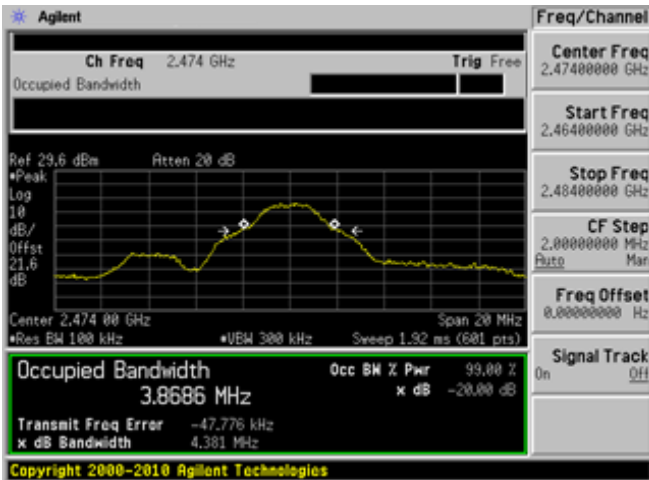 Agilent
Freq/Channel
Ch Freq 2.474 GHz Trig Free
Occupied Bandwidth
Center Freq
2.47400000 GHz
Start Freq
2.46400000 GHz
Stop Freq
2.48400000 GHz
CF Step
2.00000000 MHz
Auto Man
Freq Offset
0.00000000 Hz
Signal Track
On Off
Ref 29.6 dBm Atten 20 dB
•Peak
Log
10
dB/
Offst
21.6
dB
Center 2.474 00 GHz Span 20 MHz
•Res BW 100 kHz •VBW 300 kHz Sweep 1.92 ms (601 pts)
Occupied Bandwidth
3.8686 MHz
Occ BW % Pwr 99.00 %
x dB -20.00 dB
Transmit Freq Error -47.776 kHz
x dB Bandwidth 4.381 MHz
Copyright 2000-2010 Agilent Technologies